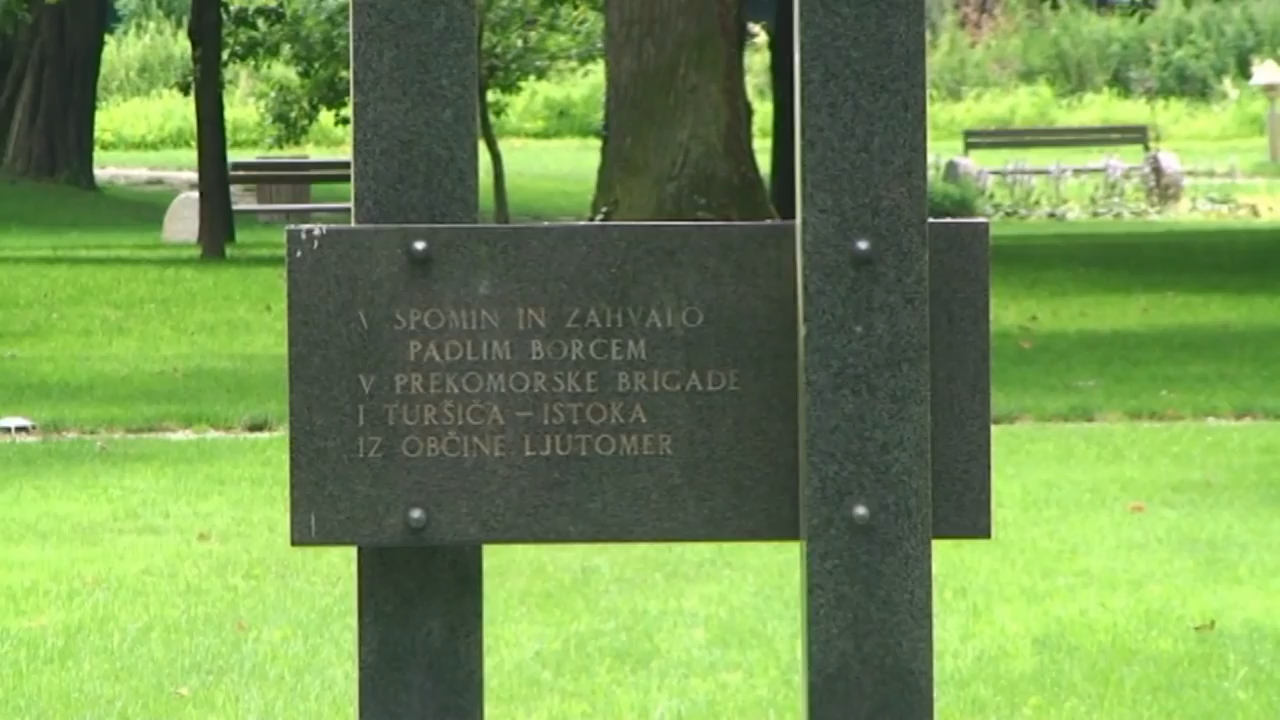 V SPOMIN IN ZAHVALO
PADLIM BORCEM
V PREKOMORSKE BRIGADE
I TURŠIČA – ISTOKA
IZ OBČINE LJUTOMER